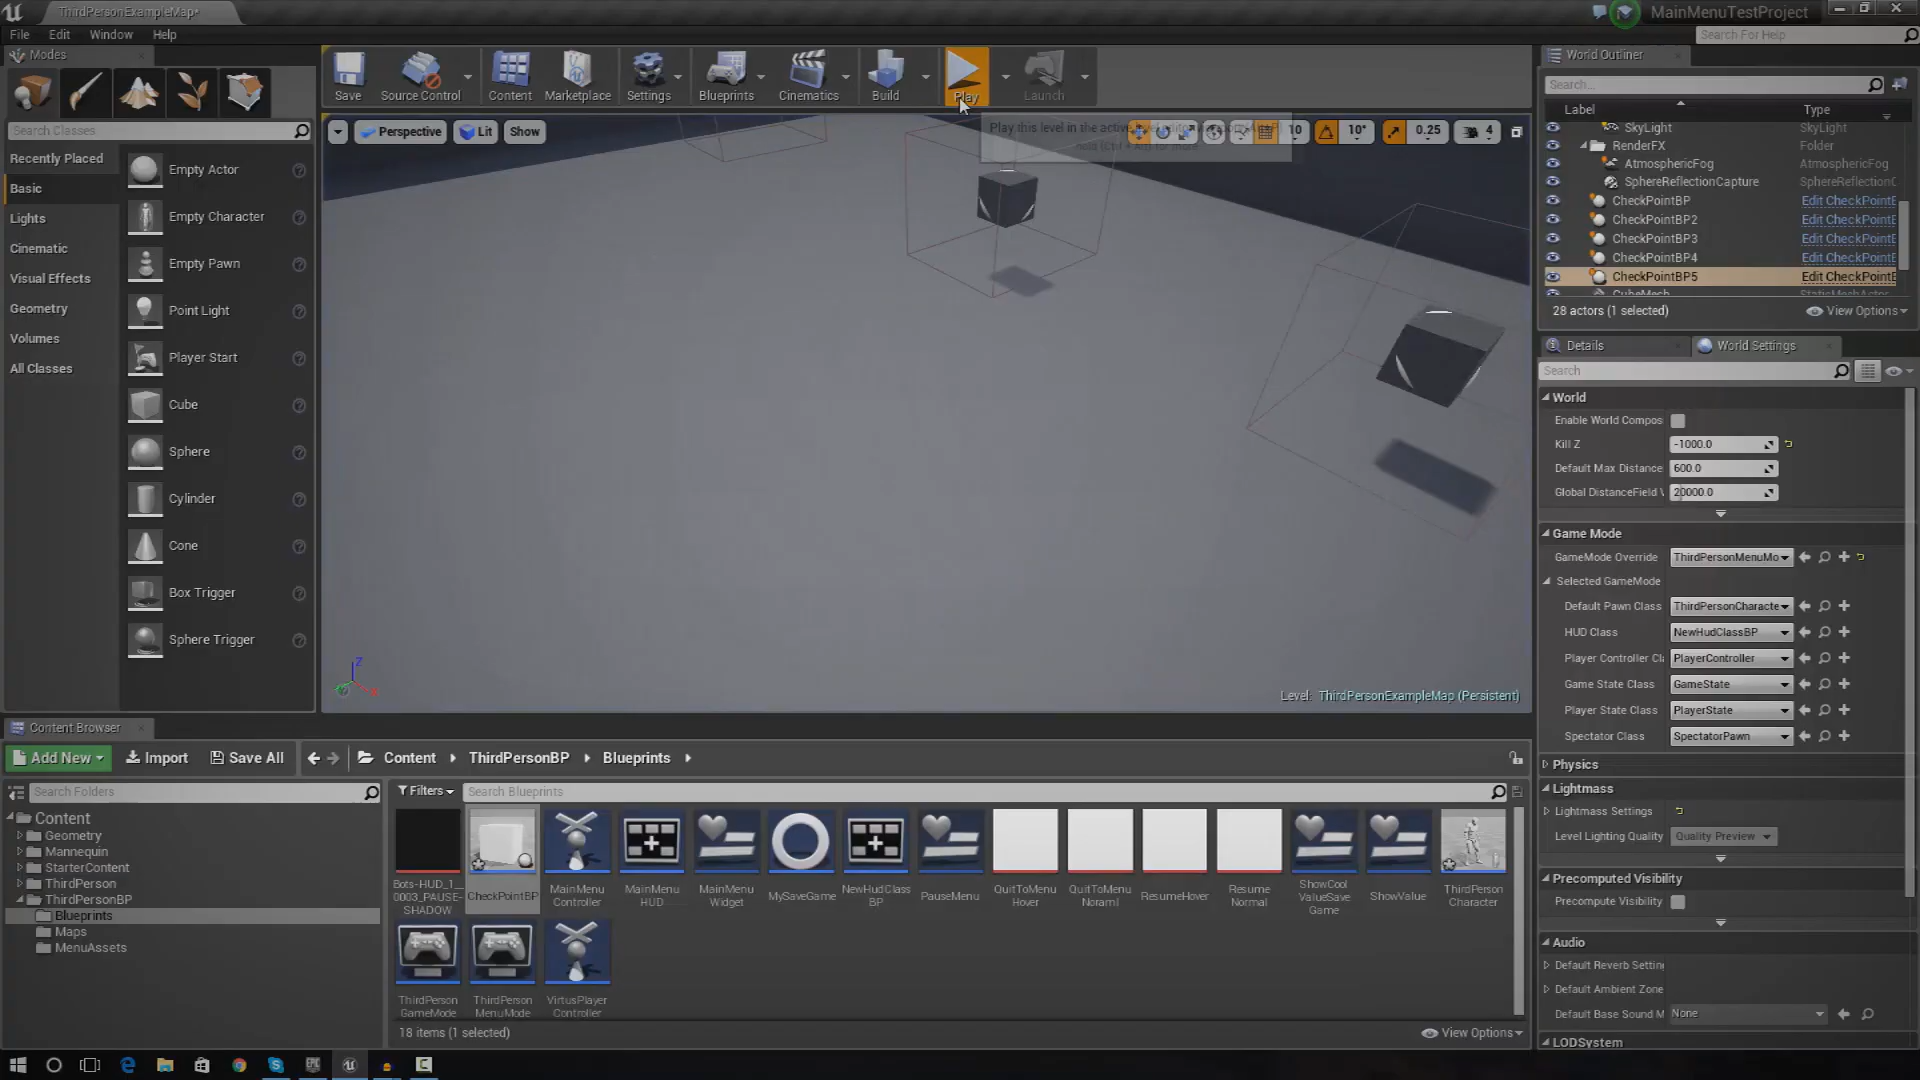 ThirdPersonExampleMap*
MainMenuTestProject
File Edit Window Help
Search For Help
Modes
Save
Source Control
Content
Marketplace
Settings
Blueprints
Cinematics
Build
Play
Launch
Search Classes
Recently Placed
Basic
Lights
Cinematic
Visual Effects
Geometry
Volumes
All Classes
Empty Actor
Empty Character
Empty Pawn
Point Light
Player Start
Cube
Sphere
Cylinder
Cone
Box Trigger
Sphere Trigger
Perspective Lit Show
10 10° 0.25 4
Play this level in the active
Level: ThirdPersonExampleMap (Persistent)
World Outliner
Search...
Label Type
SkyLight SkyLight
RenderFX Folder
AtmosphericFog AtmosphericFog
SphereReflectionCapture SphereReflectionC
CheckPointBP Edit CheckPointE
CheckPointBP2 Edit CheckPointE
CheckPointBP3 Edit CheckPointE
CheckPointBP4 Edit CheckPointE
CheckPointBP5 Edit CheckPointE
CubeMesh StaticMeshActor
28 actors (1 selected) View Options
Details World Settings
Search
World
Enable World Compos
Kill Z -1000.0
Default Max Distance 600.0
Global DistanceField V 20000.0
Game Mode
GameMode Override ThirdPersonMenuMo
Selected GameMode
Default Pawn Class ThirdPersonCharacte
HUD Class NewHudClassBP
Player Controller Cl PlayerController
Game State Class GameState
Player State Class PlayerState
Spectator Class SpectatorPawn
Physics
Lightmass
Lightmass Settings
Level Lighting Quality Quality Preview
Precomputed Visibility
Precompute Visibility
Audio
Default Reverb Setting
Default Ambient Zone
Default Base Sound M None
LODSystem
Content Browser
Add New Import Save All Content ThirdPersonBP Blueprints
Search Folders
Filters Search Blueprints
Content
Geometry
Mannequin
StarterContent
ThirdPerson
ThirdPersonBP
Blueprints
Maps
MenuAssets
Bots-HUD_1__
0003_PAUSE-
SHADOW
CheckPointBP
MainMenu
Controller
MainMenu
HUD
MainMenu
Widget
MySaveGame
NewHudClass
BP
PauseMenu
QuitToMenu
Hover
QuitToMenu
Noraml
ResumeHover
Resume
Normal
ShowCool
ValueSave
Game
ShowValue
ThirdPerson
Character
ThirdPerson
GameMode
ThirdPerson
MenuMode
VirtusPlayer
Controller
18 items (1 selected) View Options